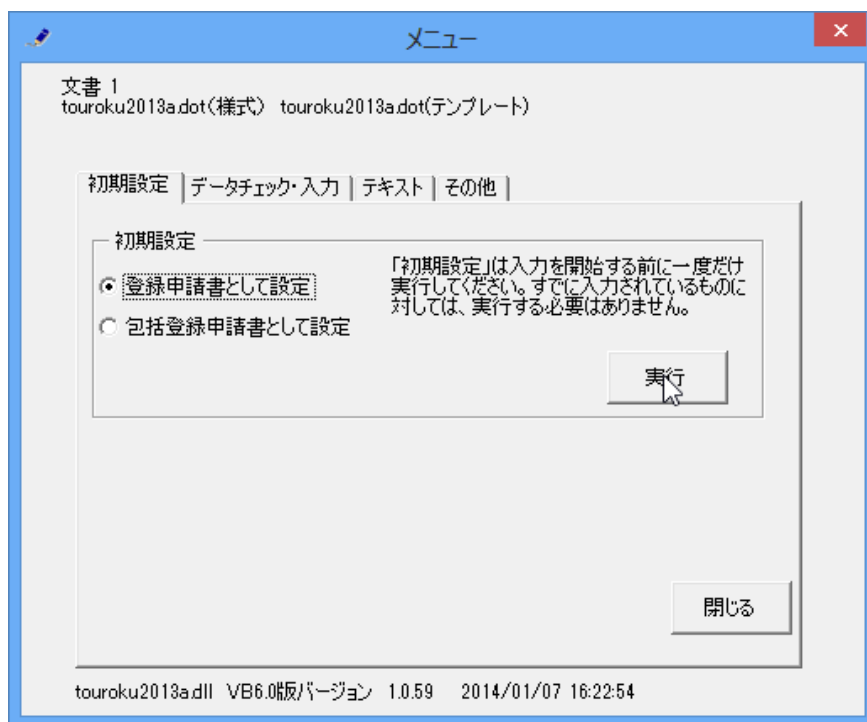 メニュー
文書 1
touroku2013a.dot(様式) touroku2013a.dot(テンプレート)
初期設定 データチェック・入力 テキスト その他
初期設定
「初期設定」は入力を開始する前に一度だけ
実行してください。すでに入力されているものに
対しては、実行する必要はありません。
登録申請書として設定
包括登録申請書として設定
実行
閉じる
touroku2013a.dll VB6.0版バージョン 1.0.59 2014/01/07 16:22:54